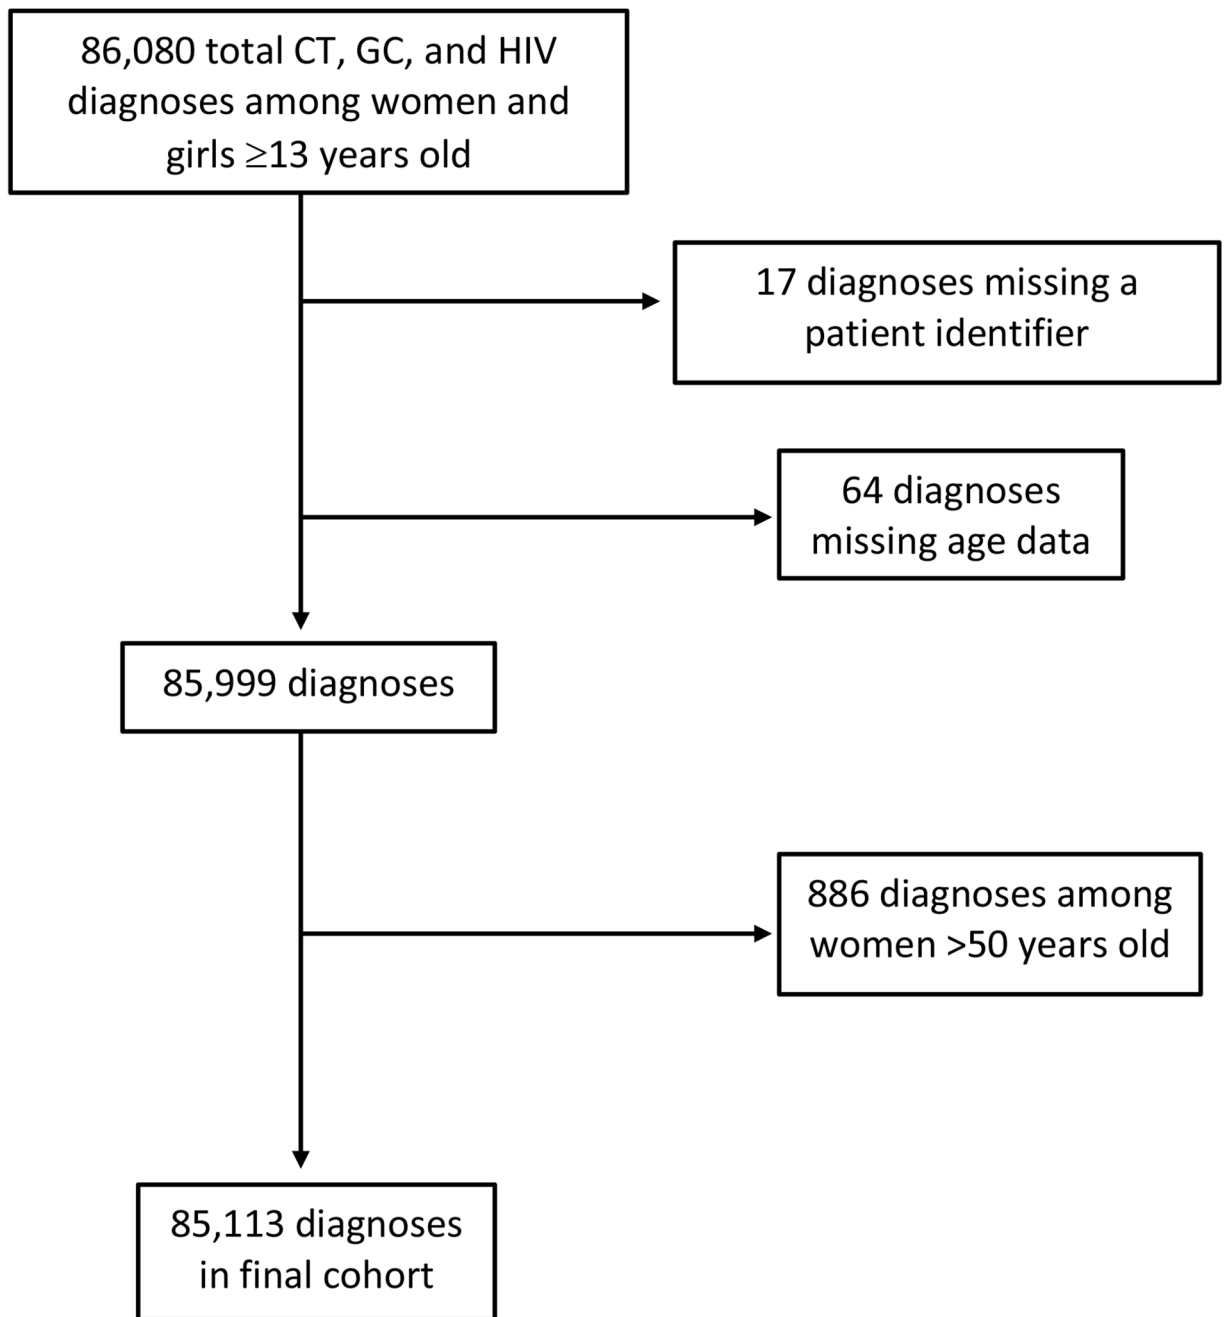 86,080 total CT, GC, and HIV
diagnoses among women and
girls ≥13 years old
17 diagnoses missing a
patient identifier
64 diagnoses
missing age data
85,999 diagnoses
886 diagnoses among
women >50 years old
85,113 diagnoses
in final cohort